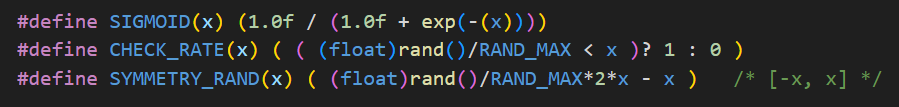 #define SIGMOID(x) (1.0f / (1.0f + exp(-(x))))
#define CHECK_RATE(x) ( ( (float)rand()/RAND_MAX < x )? 1 : 0 )
#define SYMMETRY_RAND(x) ( (float)rand()/RAND_MAX*2*x - x )   /* [-x, x] */